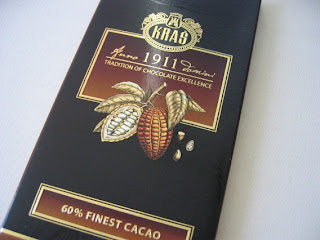 KRAS
Anno 1911 Domini
TRADITION OF CHOCOLATE EXCELLENCE
60% FINEST CACAO